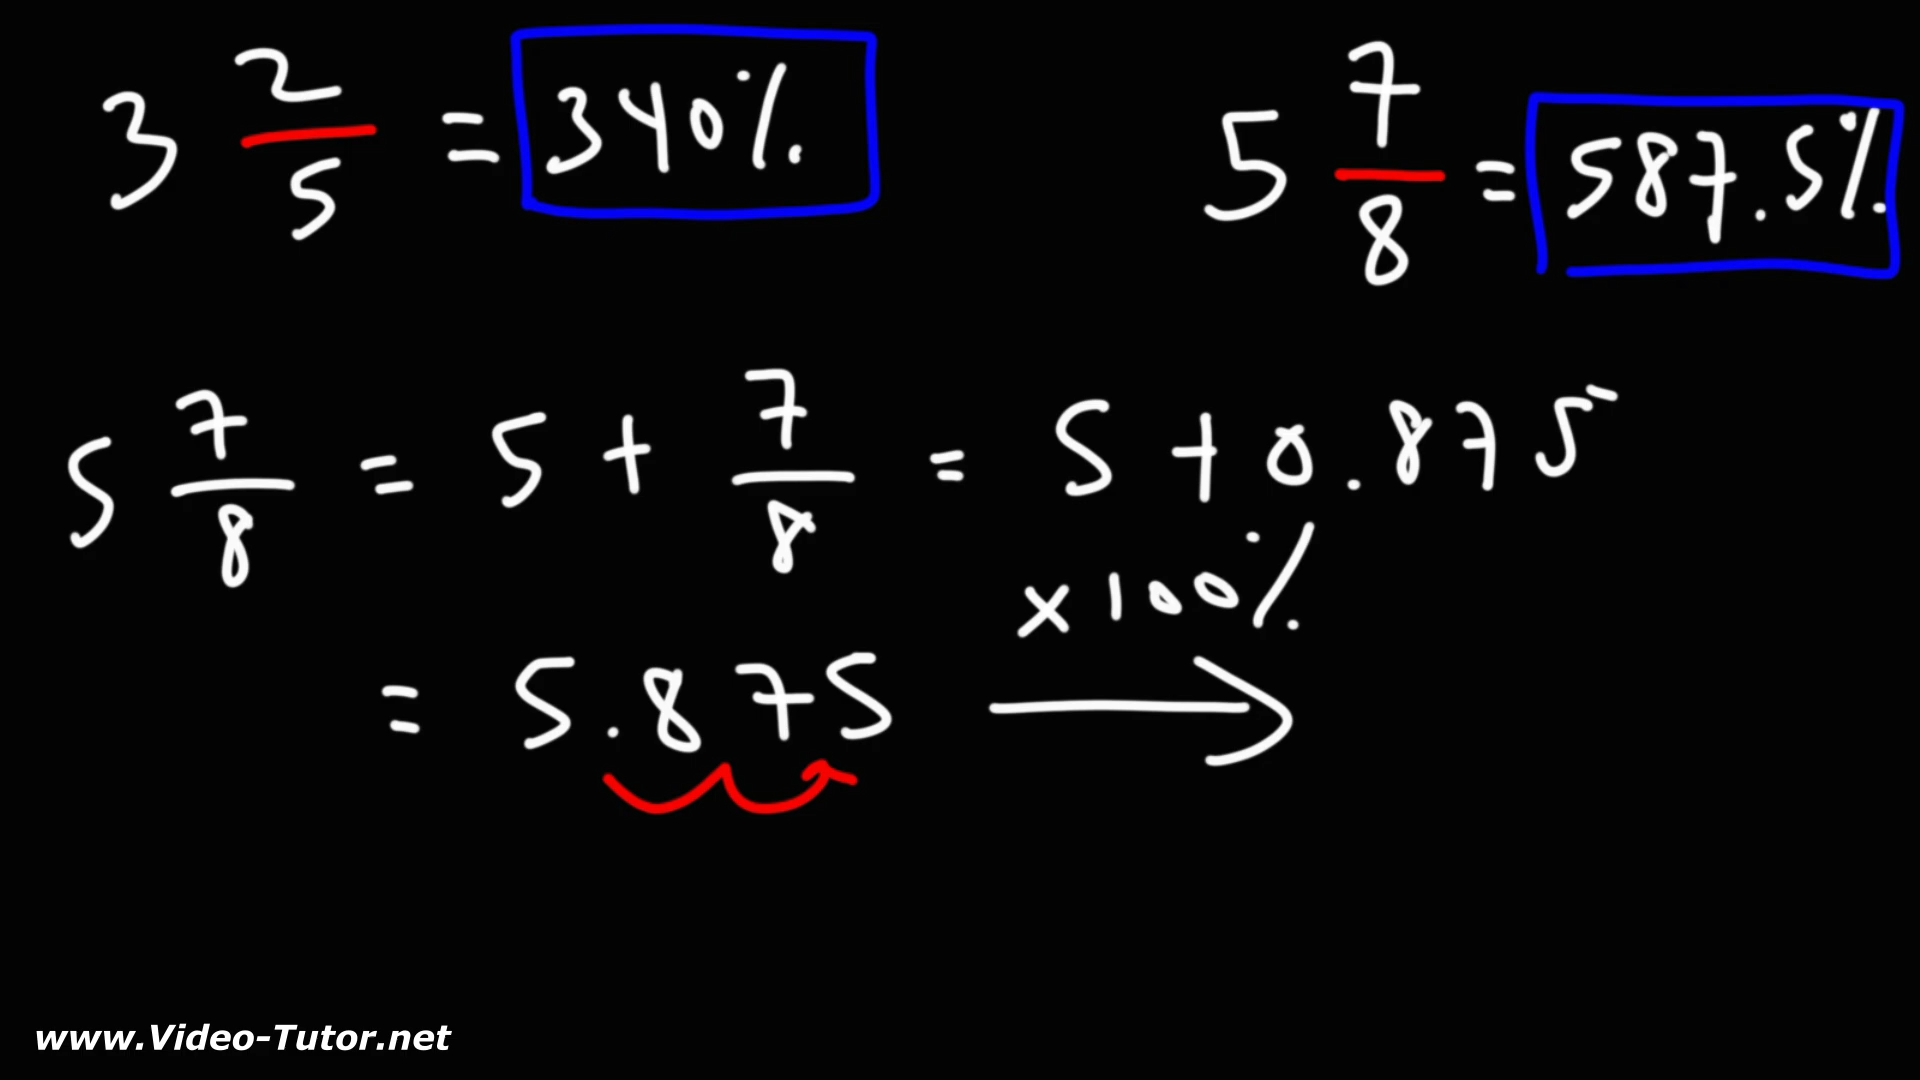 3 2/5 = 340%
5 7/8 = 587.5%
5 7/8 = 5 + 7/8 = 5 + 0.875
x100%
= 5.875 →
www.Video-Tutor.net